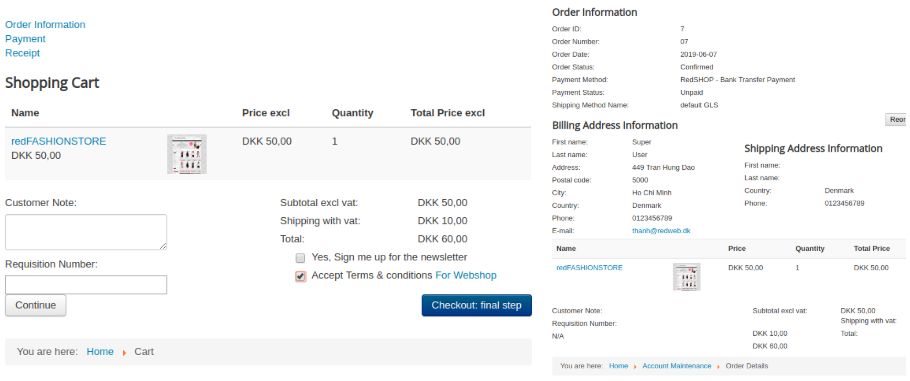 Order Information
Payment
Receipt
Shopping Cart
Name Price excl Quantity Total Price excl
redFASHIONSTORE DKK 50,00 1 DKK 50,00
DKK 50,00
Customer Note:
Subtotal excl vat: DKK 50,00
Shipping with vat: DKK 10,00
Total: DKK 60,00
Yes, Sign me up for the newsletter
Requisition Number:
Accept Terms & conditions For Webshop
Continue
Checkout: final step
You are here: Home Cart
Order Information
Order ID: 7
Order Number: 07
Order Date: 2019-06-07
Order Status: Confirmed
Payment Method: RedSHOP - Bank Transfer Payment
Payment Status: Unpaid
Shipping Method Name: default GLS
Reor
Billing Address Information
First name: Super
Last name: User
Address: 449 Tran Hung Dao
Postal code: 5000
City: Ho Chi Minh
Country: Denmark
Phone: 0123456789
E-mail: thanh@redweb.dk
Shipping Address Information
First name:
Last name:
Country: Denmark
Phone: 0123456789
Name Price Quantity Total Price
redFASHIONSTORE DKK 50,00 1 DKK 50,00
Customer Note: Subtotal excl vat: DKK 50,00
Requisition Number: Shipping with vat:
N/A DKK 10,00 Total:
DKK 60,00
You are here: Home Account Maintenance Order Details